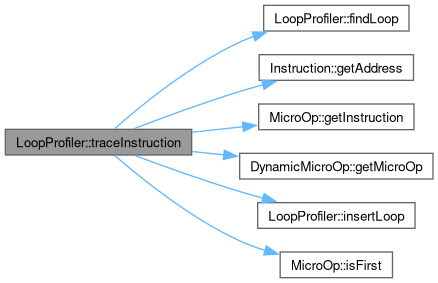 LoopProfiler::findLoop
Instruction::getAddress
MicroOp::getInstruction
LoopProfiler::traceInstruction
DynamicMicroOp::getMicroOp
LoopProfiler::insertLoop
MicroOp::isFirst